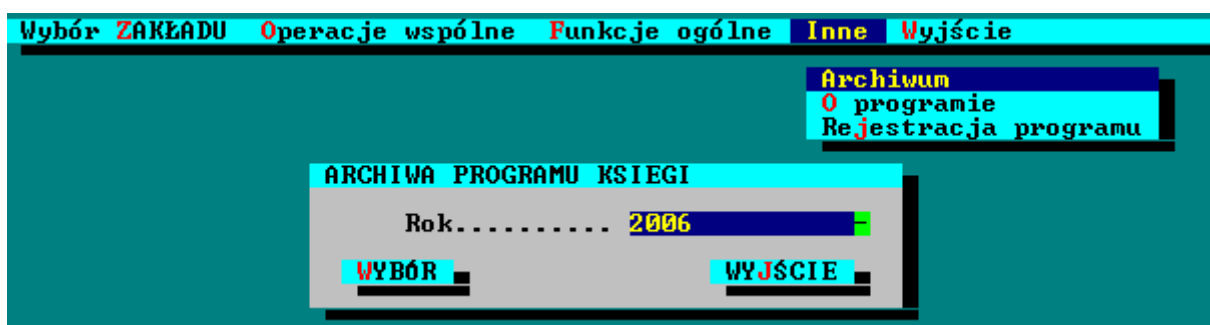 Wybór ZAKŁADU Operacje wspólne Funkcje ogólne Inne Wyjście
Archiwum
O programie
Rejestracja programu
ARCHIWA PROGRAMU KSIEGI
Rok.......... 2006
WYBÓR WYJŚCIE